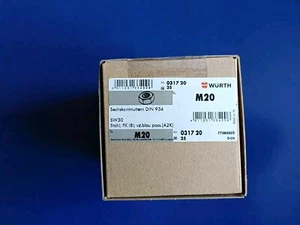 0317 20
25
WÜRTH
M20
Sechskantmuttern DIN 934
SW30
Stahl, FK |8|, vz.blau pass.(A2K)
M20
0317 20
25